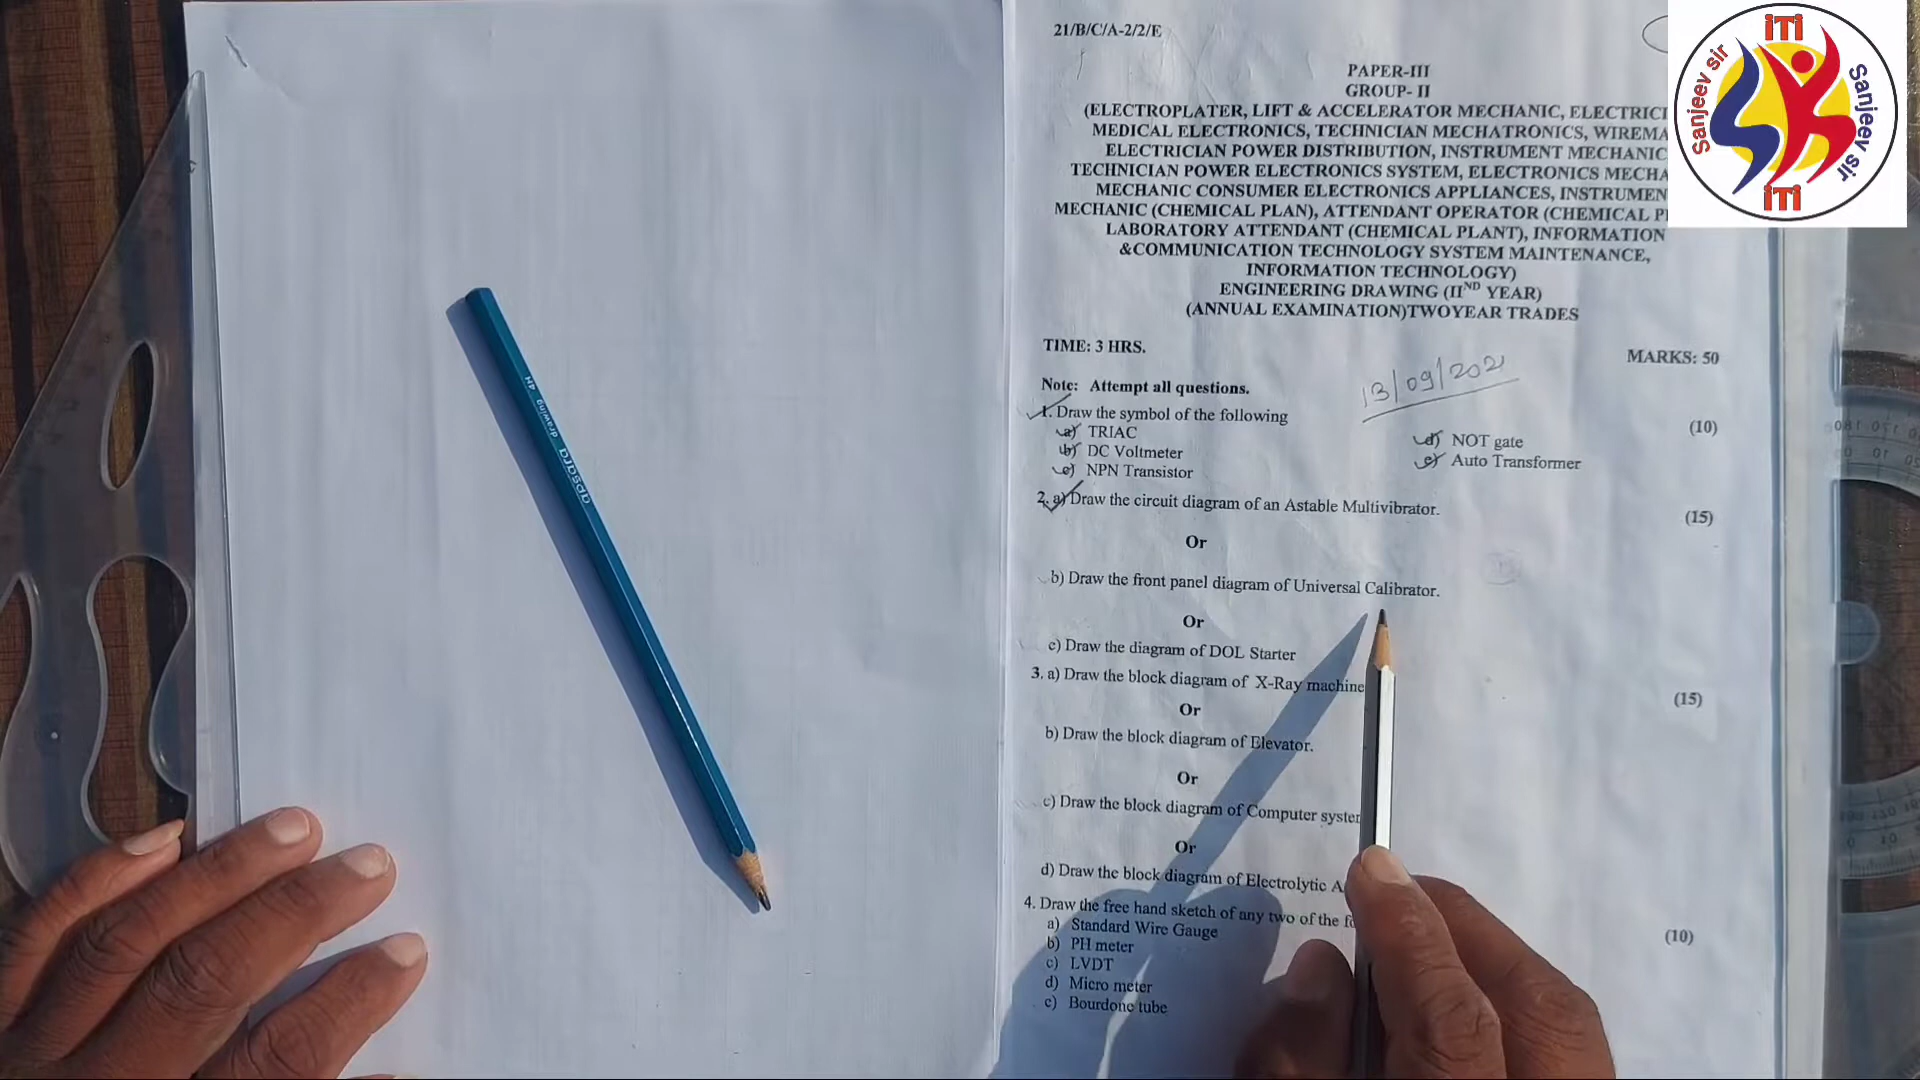 21/B/C/A-2/2/E
PAPER-III
GROUP- II
(ELECTROPLATER, LIFT & ACCELERATOR MECHANIC,
MEDICAL ELECTRONICS, TECHNICIAN MECHATRONICS,
ELECTRICIAN POWER DISTRIBUTION, INSTRUMENT MECHANIC
TECHNICIAN POWER ELECTRONICS SYSTEM, ELECTRONICS
MECHANIC CONSUMER ELECTRONICS APPLIANCES,
MECHANIC (CHEMICAL PLAN), ATTENDANT OPERATOR (CHEMICAL
LABORATORY ATTENDANT (CHEMICAL PLANT), INFORMATION
&COMMUNICATION TECHNOLOGY SYSTEM MAINTENANCE,
INFORMATION TECHNOLOGY)
ENGINEERING DRAWING (IIND YEAR)
(ANNUAL EXAMINATION)TWOYEAR TRADES
TIME: 3 HRS.
MARKS: 50
13/09/2021
Note: Attempt all questions.
1. Draw the symbol of the following (10)
a) TRIAC
b) DC Voltmeter
c) NPN Transistor
d) NOT gate
e) Auto Transformer
2. a) Draw the circuit diagram of an Astable Multivibrator. (15)
Or
b) Draw the front panel diagram of Universal Calibrator.
Or
c) Draw the diagram of DOL Starter
3. a) Draw the block diagram of X-Ray machine (15)
Or
b) Draw the block diagram of Elevator.
Or
c) Draw the block diagram of Computer
Or
d) Draw the block diagram of Electrolytic
4. Draw the free hand sketch of any two of the (10)
a) Standard Wire Gauge
b) PH meter
c) LVDT
d) Micro meter
e) Bourdone tube
apsara drawing 4H
iTi
Sanjeev sir
Sanjeev sir
iTi